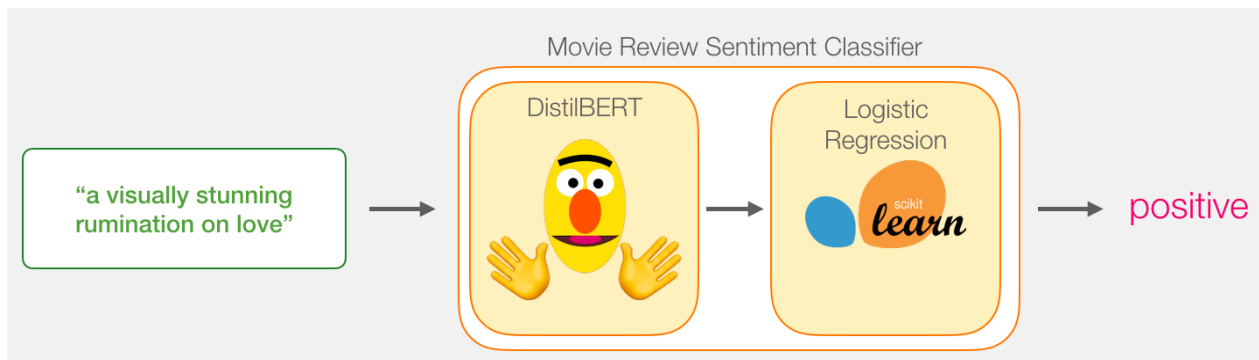 Movie Review Sentiment Classifier
DistilBERT
Logistic
Regression
“a visually stunning
rumination on love”
scikit
learn
positive